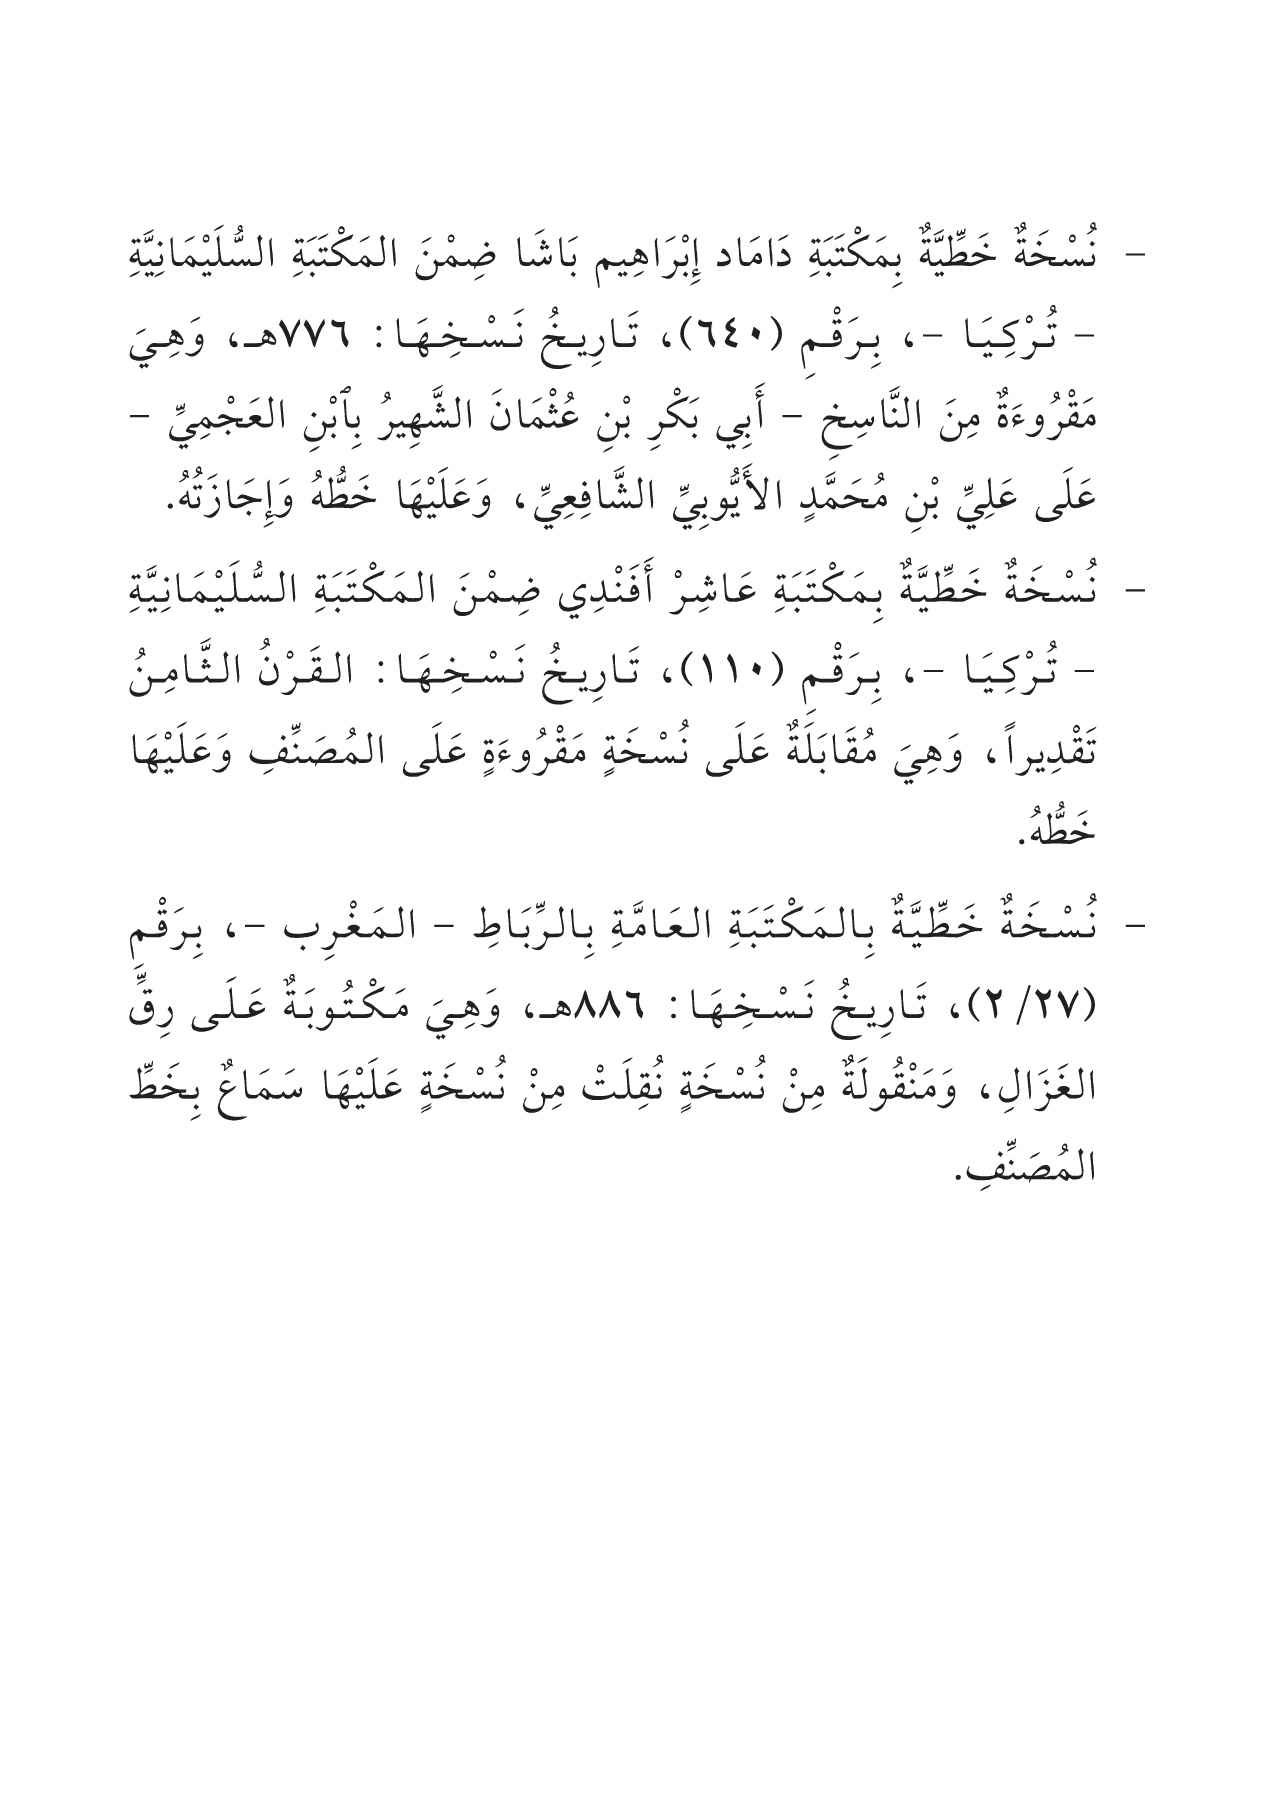 - نُسْخَةٌ خَطِّيَّةٌ بِمَكْتَبَةِ دَامَاد إِبْرَاهِيم بَاشَا ضِمْنَ المَكْتَبَةِ السُّلَيْمَانِيَّةِ
- تُرْكِيَا -، بِرَقْمِ (٦٤٠)، تَارِيخُ نَسْخِهَا: ٧٧٦هـ، وَهِيَ
مَقْرُوءَةٌ مِنَ النَّاسِخِ - أَبِي بَكْرِ بْنِ عُثْمَانَ الشَّهِيرُ بِٱبْنِ العَجْمِيِّ -
عَلَى عَلِيِّ بْنِ مُحَمَّدٍ الأَيُّوبِيِّ الشَّافِعِيِّ، وَعَلَيْهَا خَطُّهُ وَإِجَازَتُهُ.
- نُسْخَةٌ خَطِّيَّةٌ بِمَكْتَبَةِ عَاشِرْ أَفَنْدِي ضِمْنَ المَكْتَبَةِ السُّلَيْمَانِيَّةِ
- تُرْكِيَا -، بِرَقْمِ (١١٠)، تَارِيخُ نَسْخِهَا: القَرْنُ الثَّامِنُ
تَقْدِيراً، وَهِيَ مُقَابَلَةٌ عَلَى نُسْخَةٍ مَقْرُوءَةٍ عَلَى المُصَنِّفِ وَعَلَيْهَا
خَطُّهُ.
- نُسْخَةٌ خَطِّيَّةٌ بِالمَكْتَبَةِ العَامَّةِ بِالرِّبَاطِ - المَغْرِب -، بِرَقْمِ
(٢٧/ ٢)، تَارِيخُ نَسْخِهَا: ٨٨٦هـ، وَهِيَ مَكْتُوبَةٌ عَلَى رِقِّ
الغَزَالِ، وَمَنْقُولَةٌ مِنْ نُسْخَةٍ نُقِلَتْ مِنْ نُسْخَةٍ عَلَيْهَا سَمَاعٌ بِخَطِّ
المُصَنِّفِ.